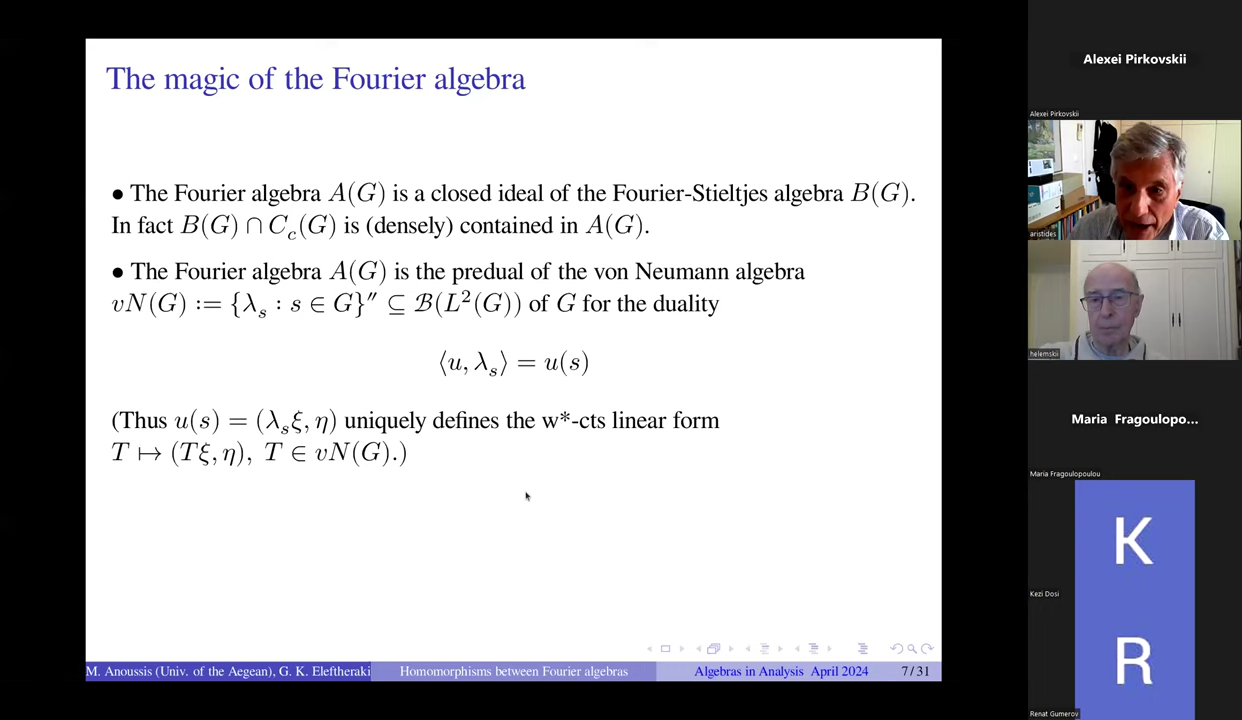 The magic of the Fourier algebra
• The Fourier algebra A(G) is a closed ideal of the Fourier-Stieltjes algebra B(G).
In fact B(G) ∩ C_c(G) is (densely) contained in A(G).
• The Fourier algebra A(G) is the predual of the von Neumann algebra
vN(G) := {λ_s : s ∈ G}'' ⊆ ℬ(L²(G)) of G for the duality
⟨u, λ_s⟩ = u(s)
(Thus u(s) = (λ_sξ, η) uniquely defines the w*-cts linear form
T ↦ (Tξ, η), T ∈ vN(G).)
M. Anoussis (Univ. of the Aegean), G. K. Eleftheraki
Homomorphisms between Fourier algebras
Algebras in Analysis April 2024
7/31
Alexei Pirkovskii
Alexei Pirkovskii
aristides
helemskii
Maria Fragoulopo...
Maria Fragoulopoulou
K
Kezi Dosi
R
Renat Gumerov